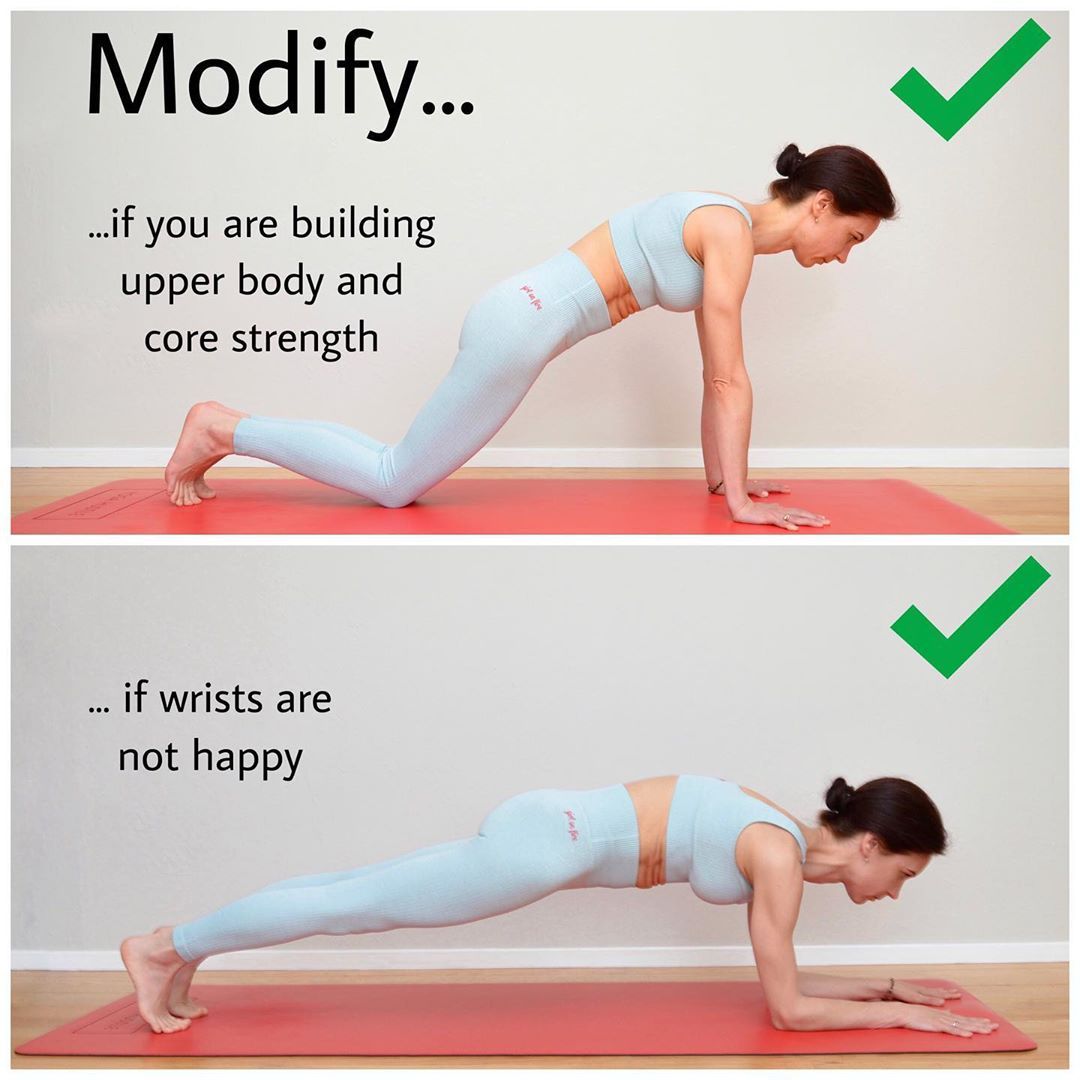 Modify...
...if you are building
upper body and
core strength
... if wrists are
not happy